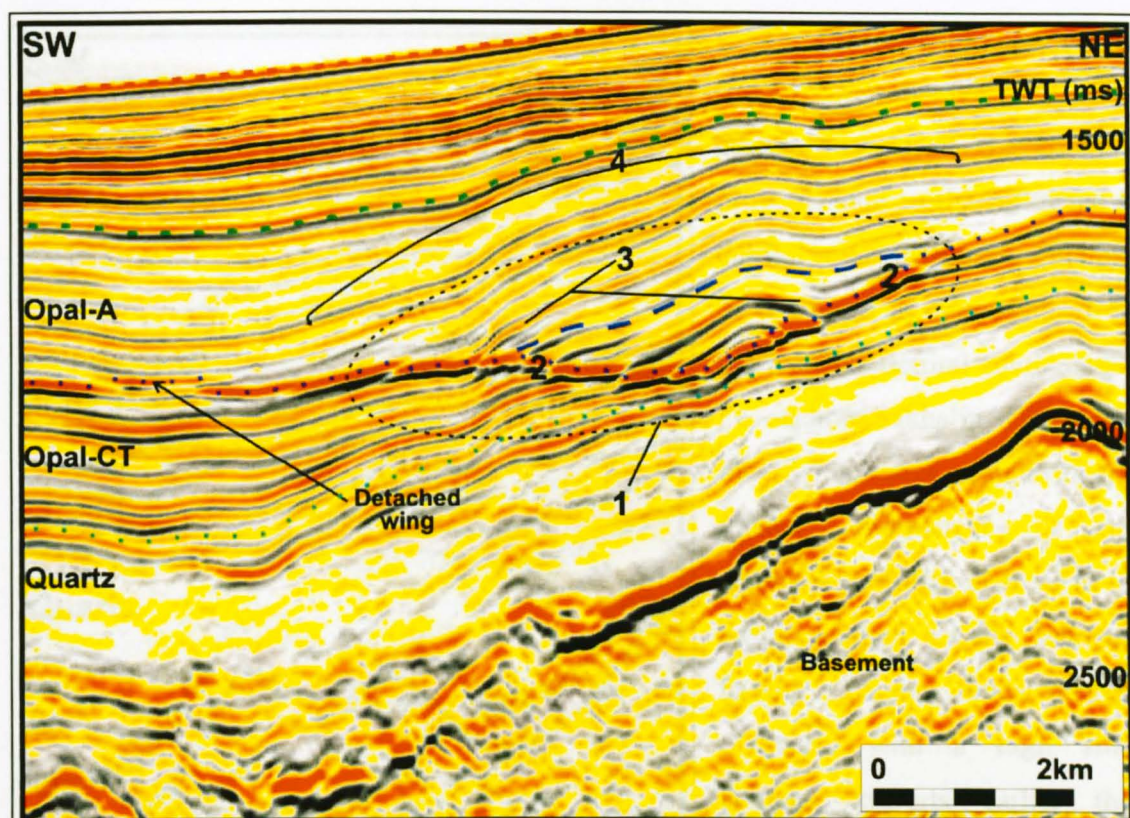 SW
NE
TWT (ms)
1500
4
3
2
Opal-A
2
2000
Opal-CT
Detached
wing
1
Quartz
Basement
2500
0 2km